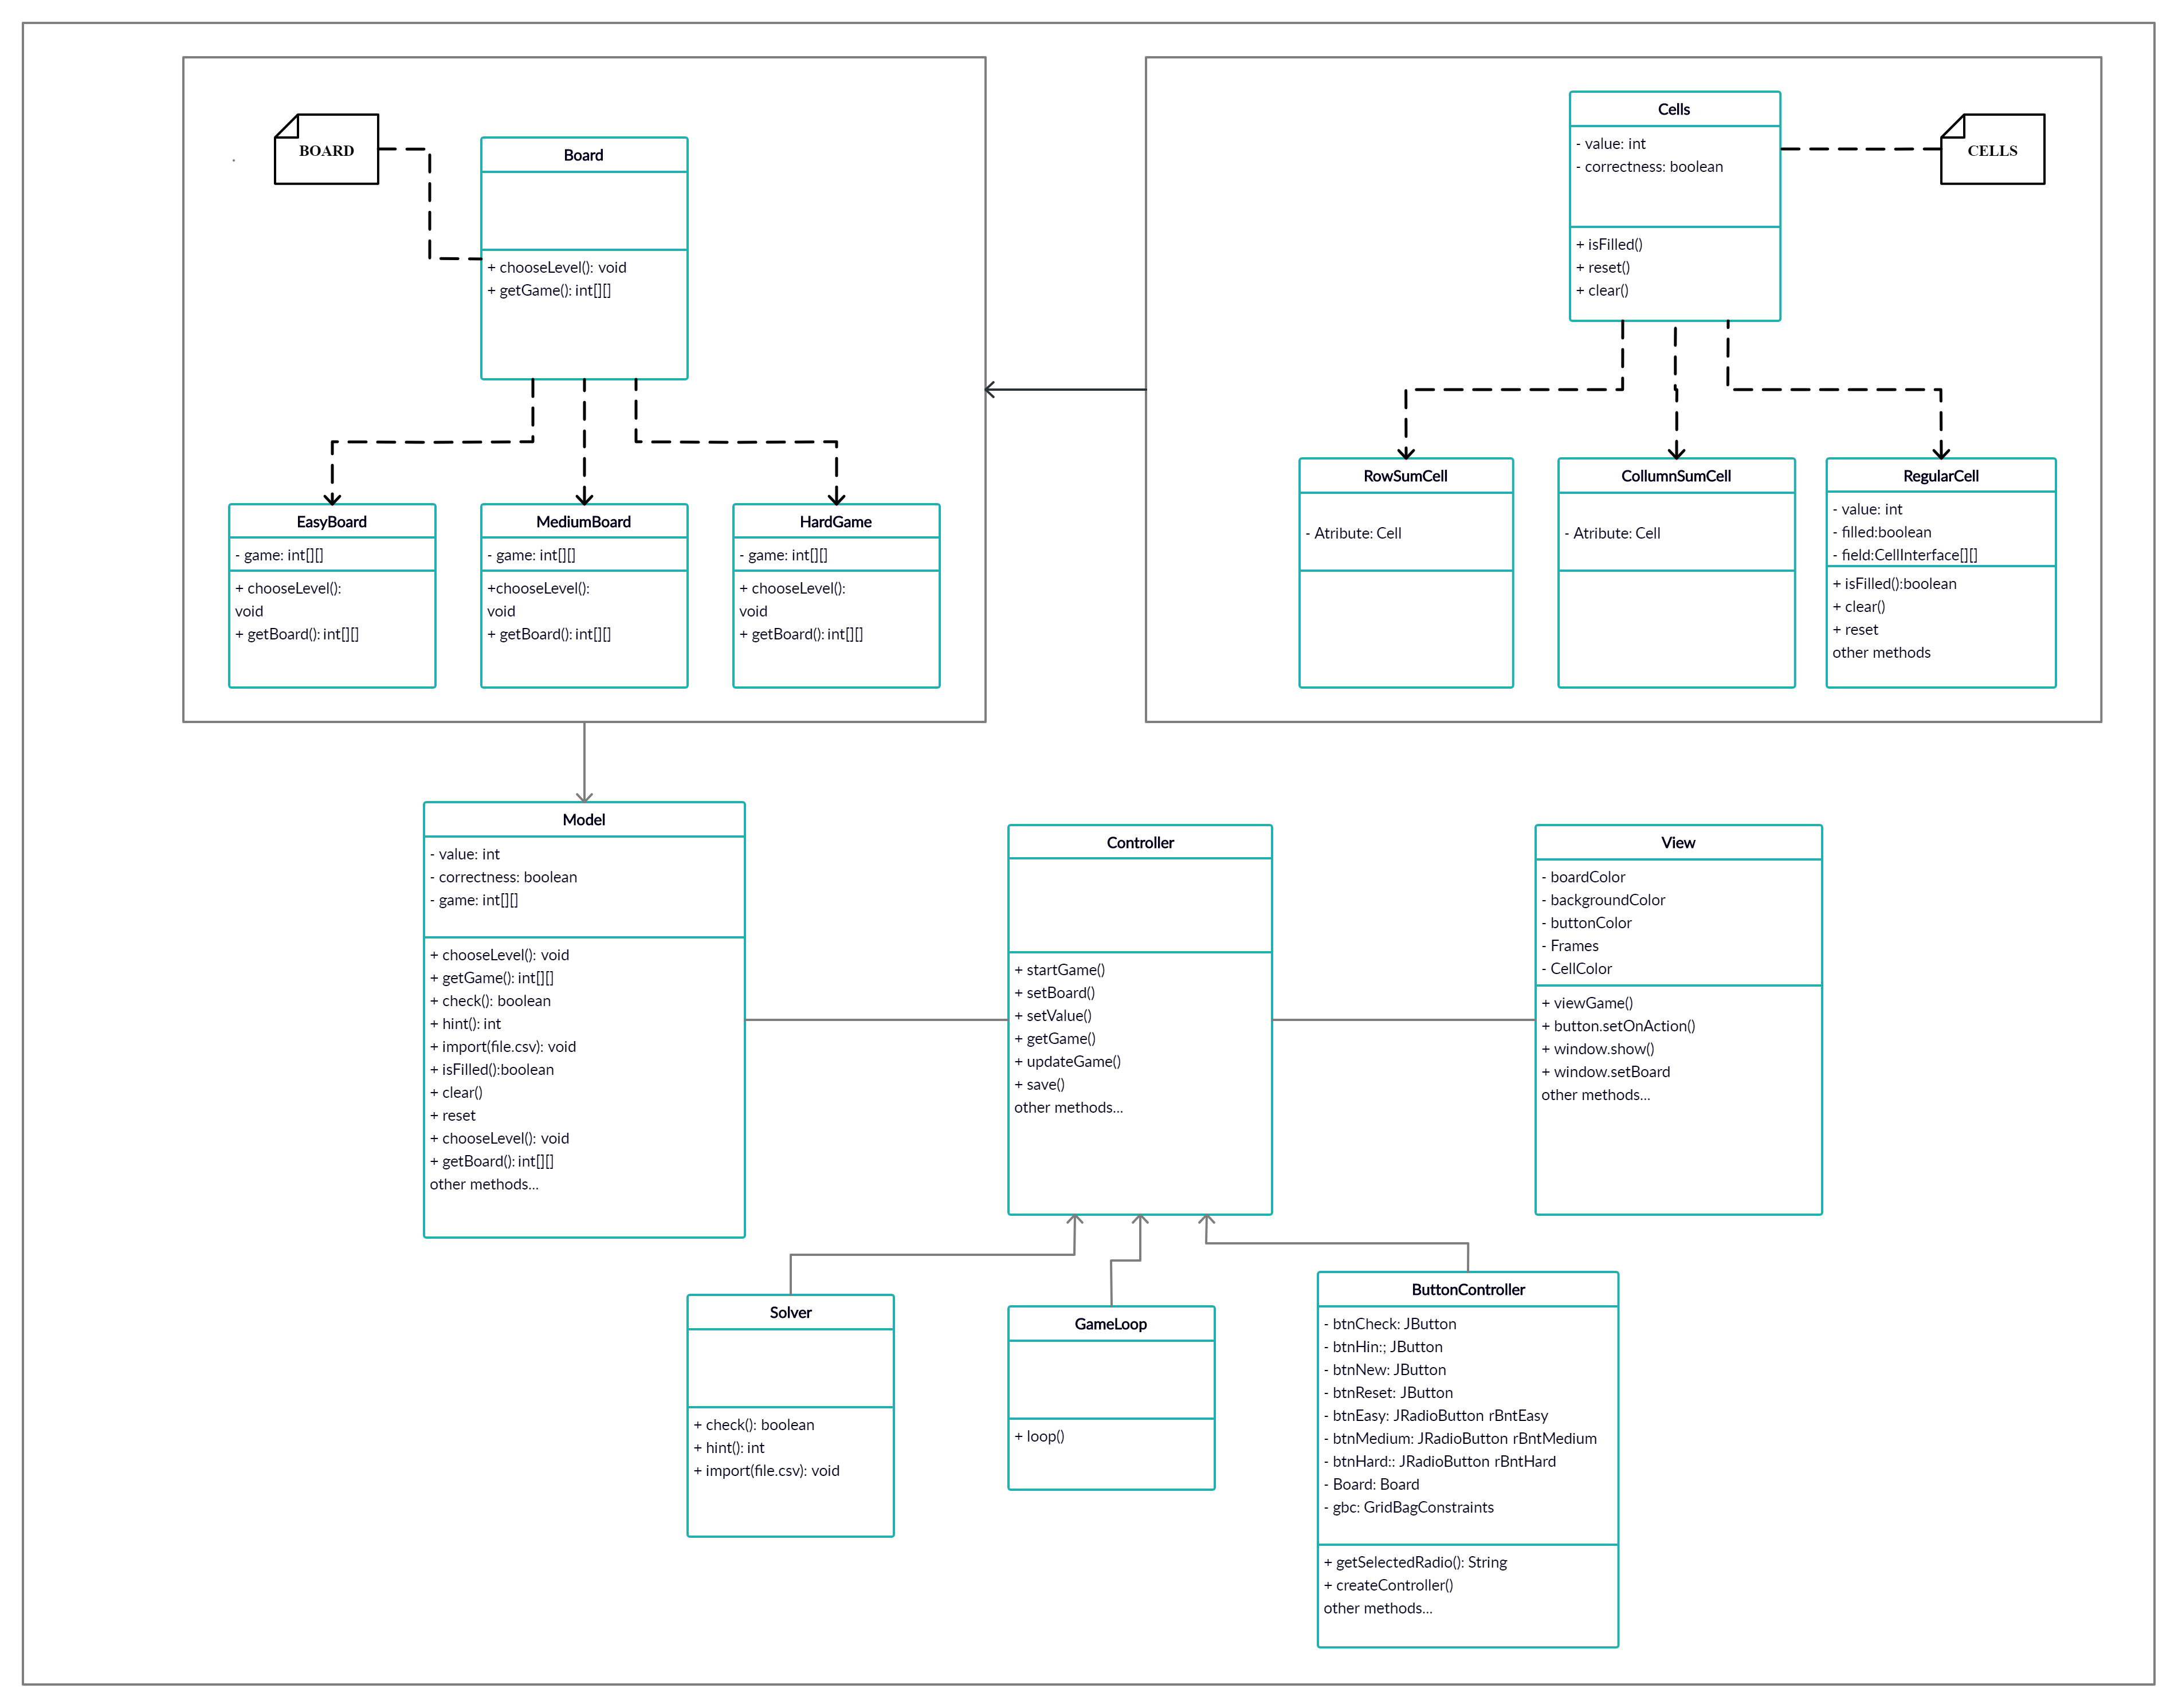 BOARD
Board
+ chooseLevel(): void
+ getGame(): int[][]
EasyBoard
- game: int[][]
+ chooseLevel():
void
+ getBoard(): int[][]
MediumBoard
- game: int[][]
+chooseLevel():
void
+ getBoard(): int[][]
HardGame
- game: int[][]
+ chooseLevel():
void
+ getBoard(): int[][]
Cells
- value: int
- correctness: boolean
+ isFilled()
+ reset()
+ clear()
CELLS
RowSumCell
- Atribute: Cell
CollumnSumCell
- Atribute: Cell
RegularCell
- value: int
- filled:boolean
- field:CellInterface[][]
+ isFilled():boolean
+ clear()
+ reset
other methods
Model
- value: int
- correctness: boolean
- game: int[][]
+ chooseLevel(): void
+ getGame(): int[][]
+ check(): boolean
+ hint(): int
+ import(file.csv): void
+ isFilled():boolean
+ clear()
+ reset
+ chooseLevel(): void
+ getBoard(): int[][]
other methods...
Controller
+ startGame()
+ setBoard()
+ setValue()
+ getGame()
+ updateGame()
+ save()
other methods...
View
- boardColor
- backgroundColor
- buttonColor
- Frames
- CellColor
+ viewGame()
+ button.setOnAction()
+ window.show()
+ window.setBoard
other methods...
Solver
+ check(): boolean
+ hint(): int
+ import(file.csv): void
GameLoop
+ loop()
ButtonController
- btnCheck: JButton
- btnHin:; JButton
- btnNew: JButton
- btnReset: JButton
- btnEasy: JRadioButton rBntEasy
- btnMedium: JRadioButton rBntMedium
- btnHard:: JRadioButton rBntHard
- Board: Board
- gbc: GridBagConstraints
+ getSelectedRadio(): String
+ createController()
other methods...